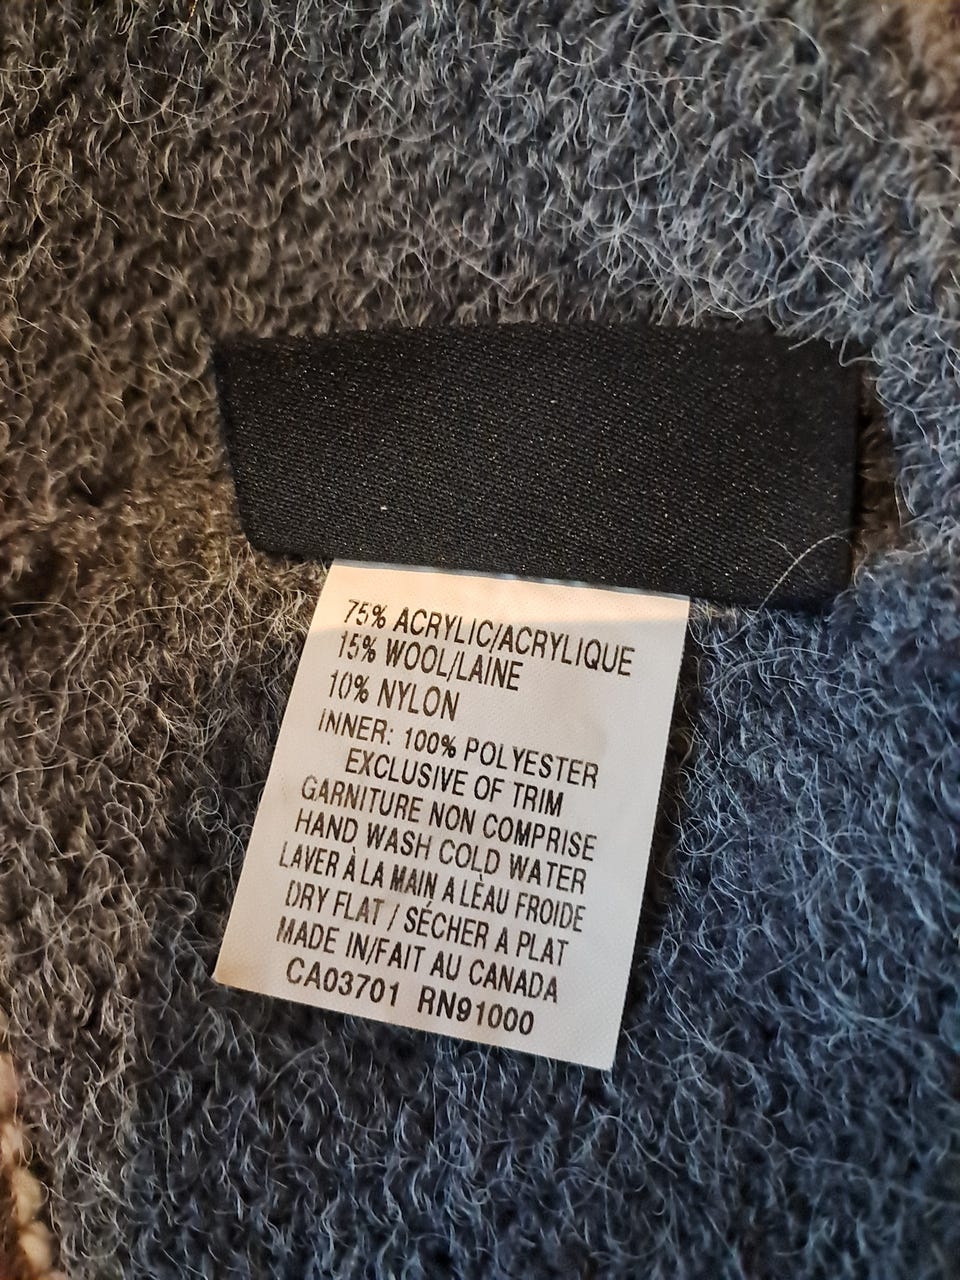 75% ACRYLIC/ACRYLIQUE
15% WOOL/LAINE
10% NYLON
INNER: 100% POLYESTER
EXCLUSIVE OF TRIM
GARNITURE NON COMPRISE
HAND WASH COLD WATER
LAVER À LA MAIN A LÉAU FROIDE
DRY FLAT / SÉCHER A PLAT
MADE IN/FAIT AU CANADA
CA03701 RN91000